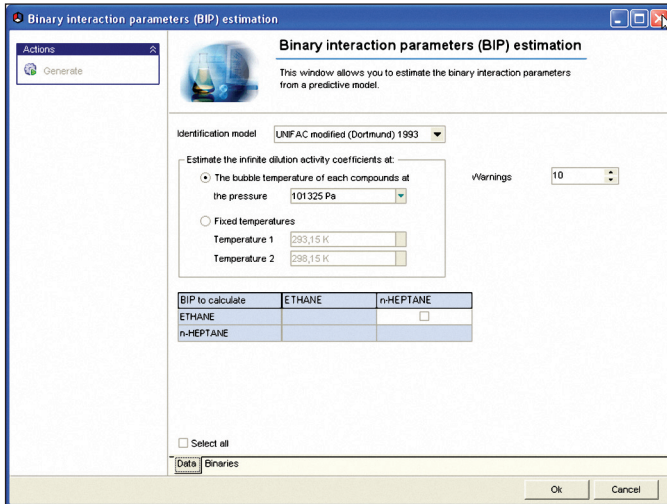 Binary interaction parameters (BIP) estimation
Actions
Generate
Binary interaction parameters (BIP) estimation
This window allows you to estimate the binary interaction parameters
from a predictive model.
Identification model UNIFAC modified (Dortmund) 1993
Estimate the infinite dilution activity coefficients at:
The bubble temperature of each compounds at
the pressure 101325 Pa
Warnings 10
Fixed temperatures
Temperature 1 293,15 K
Temperature 2 298,15 K
BIP to calculate ETHANE n-HEPTANE
ETHANE
n-HEPTANE
Select all
Data Binaries
Ok Cancel